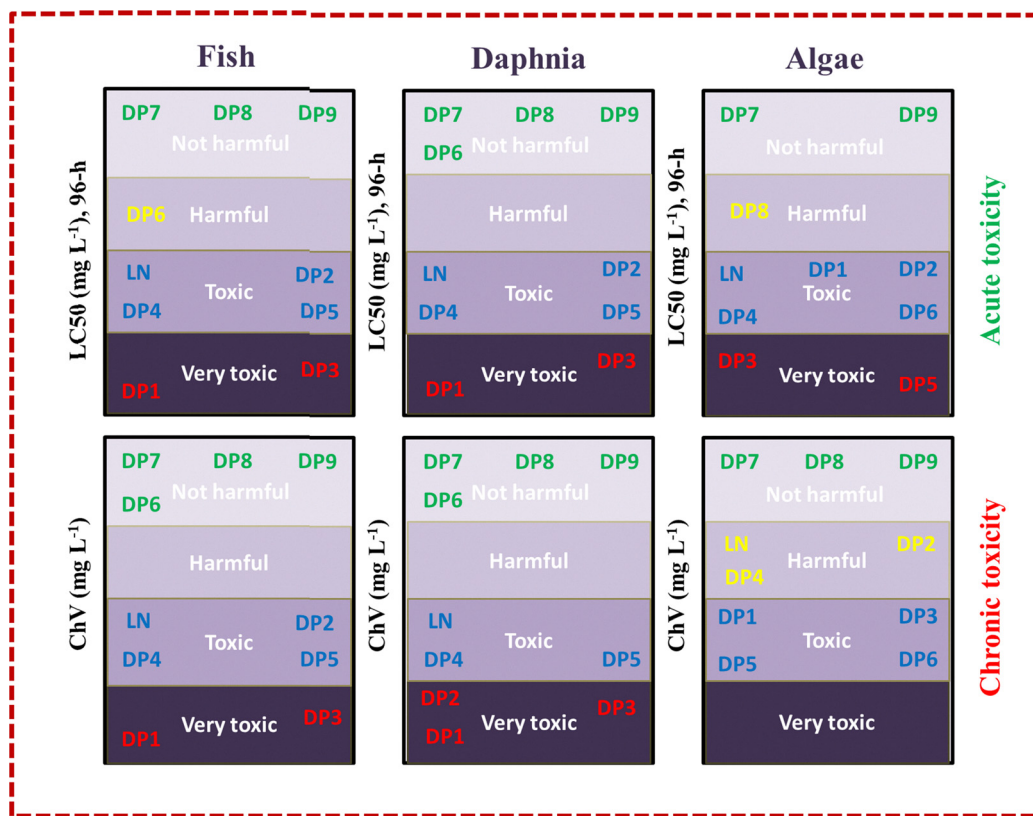 Fish Daphnia Algae
LC50 (mg L-1), 96-h
DP7 DP8 DP9
Not harmful
DP6 Harmful
LN DP2
Toxic
DP4 DP5
Very toxic DP3
DP1
LC50 (mg L-1), 96-h
DP7 DP8 DP9
Not harmful
DP6
Harmful
LN DP2
Toxic
DP4 DP5
DP3
Very toxic
DP1
LC50 (mg L-1), 96-h
DP7 DP9
Not harmful
DP8 Harmful
LN DP1 DP2
Toxic
DP4 DP6
DP3
Very toxic
DP5
Acute toxicity
ChV (mg L-1)
DP7 DP8 DP9
Not harmful
DP6
Harmful
LN DP2
Toxic
DP4 DP5
DP3
Very toxic
DP1
ChV (mg L-1)
DP7 DP8 DP9
Not harmful
DP6
Harmful
LN
Toxic
DP4 DP5
DP2
DP3
Very toxic
DP1
ChV (mg L-1)
DP7 DP8 DP9
Not harmful
LN DP2
Harmful
DP4
DP1 DP3
Toxic
DP5 DP6
Very toxic
Chronic toxicity